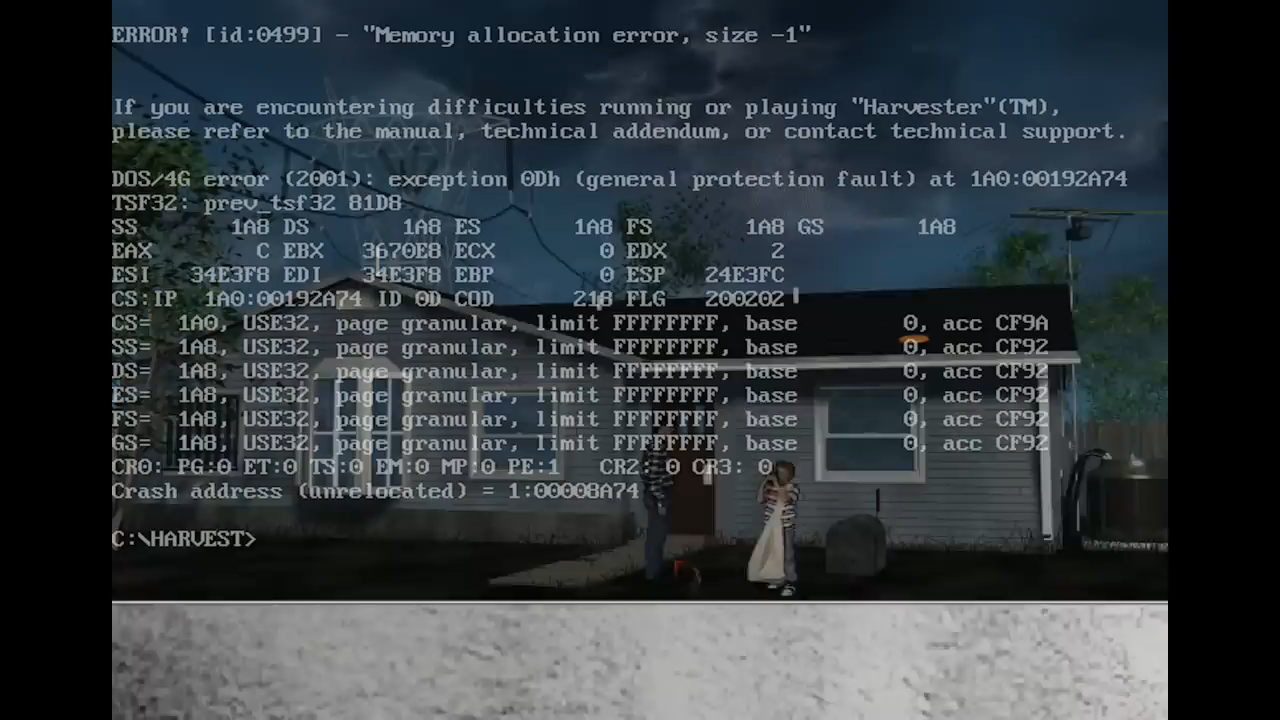 ERROR! [id:0499] - "Memory allocation error, size -1"
If you are encountering difficulties running or playing "Harvester"(TM),
please refer to the manual, technical addendum, or contact technical support.
DOS/4G error (2001): exception 0Dh (general protection fault) at 1A0:00192A74
TSF32: prev_tsf32 81D8
SS 1A8 DS 1A8 ES 1A8 FS 1A8 GS 1A8
EAX C EBX 3670E8 ECX 0 EDX 2
ESI 34E3F8 EDI 34E3F8 EBP 0 ESP 24E3FC
CS:IP 1A0:00192A74 ID 0D COD 218 FLG 200202
CS= 1A0, USE32, page granular, limit FFFFFFFF, base 0, acc CF9A
SS= 1A8, USE32, page granular, limit FFFFFFFF, base 0, acc CF92
DS= 1A8, USE32, page granular, limit FFFFFFFF, base 0, acc CF92
ES= 1A8, USE32, page granular, limit FFFFFFFF, base 0, acc CF92
FS= 1A8, USE32, page granular, limit FFFFFFFF, base 0, acc CF92
GS= 1A8, USE32, page granular, limit FFFFFFFF, base 0, acc CF92
CR0: PG:0 ET:0 TS:0 EM:0 MP:0 PE:1 CR2: 0 CR3: 0
Crash address (unrelocated) = 1:00008A74
C:\HARVEST>